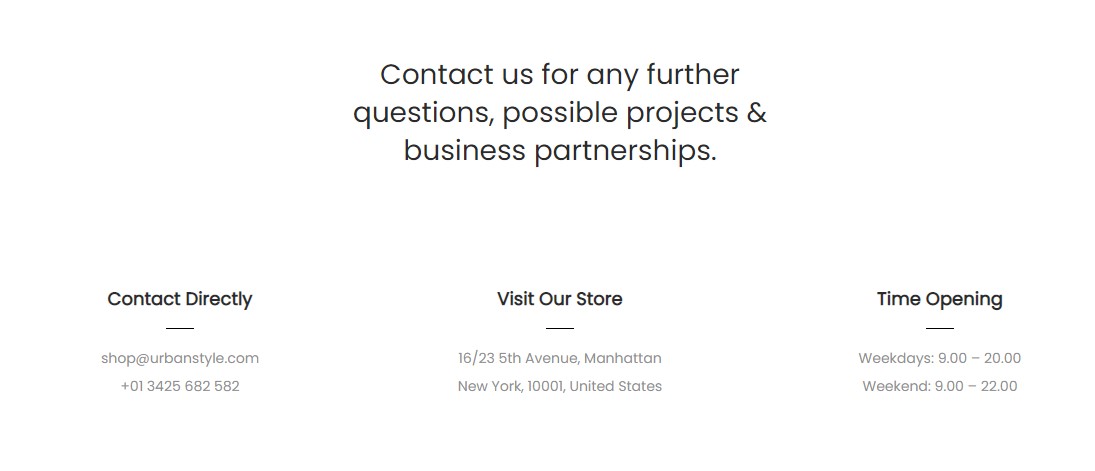 Contact us for any further
questions, possible projects &
business partnerships.
Contact Directly
shop@urbanstyle.com
+01 3425 682 582
Visit Our Store
16/23 5th Avenue, Manhattan
New York, 10001, United States
Time Opening
Weekdays: 9.00 – 20.00
Weekend: 9.00 – 22.00